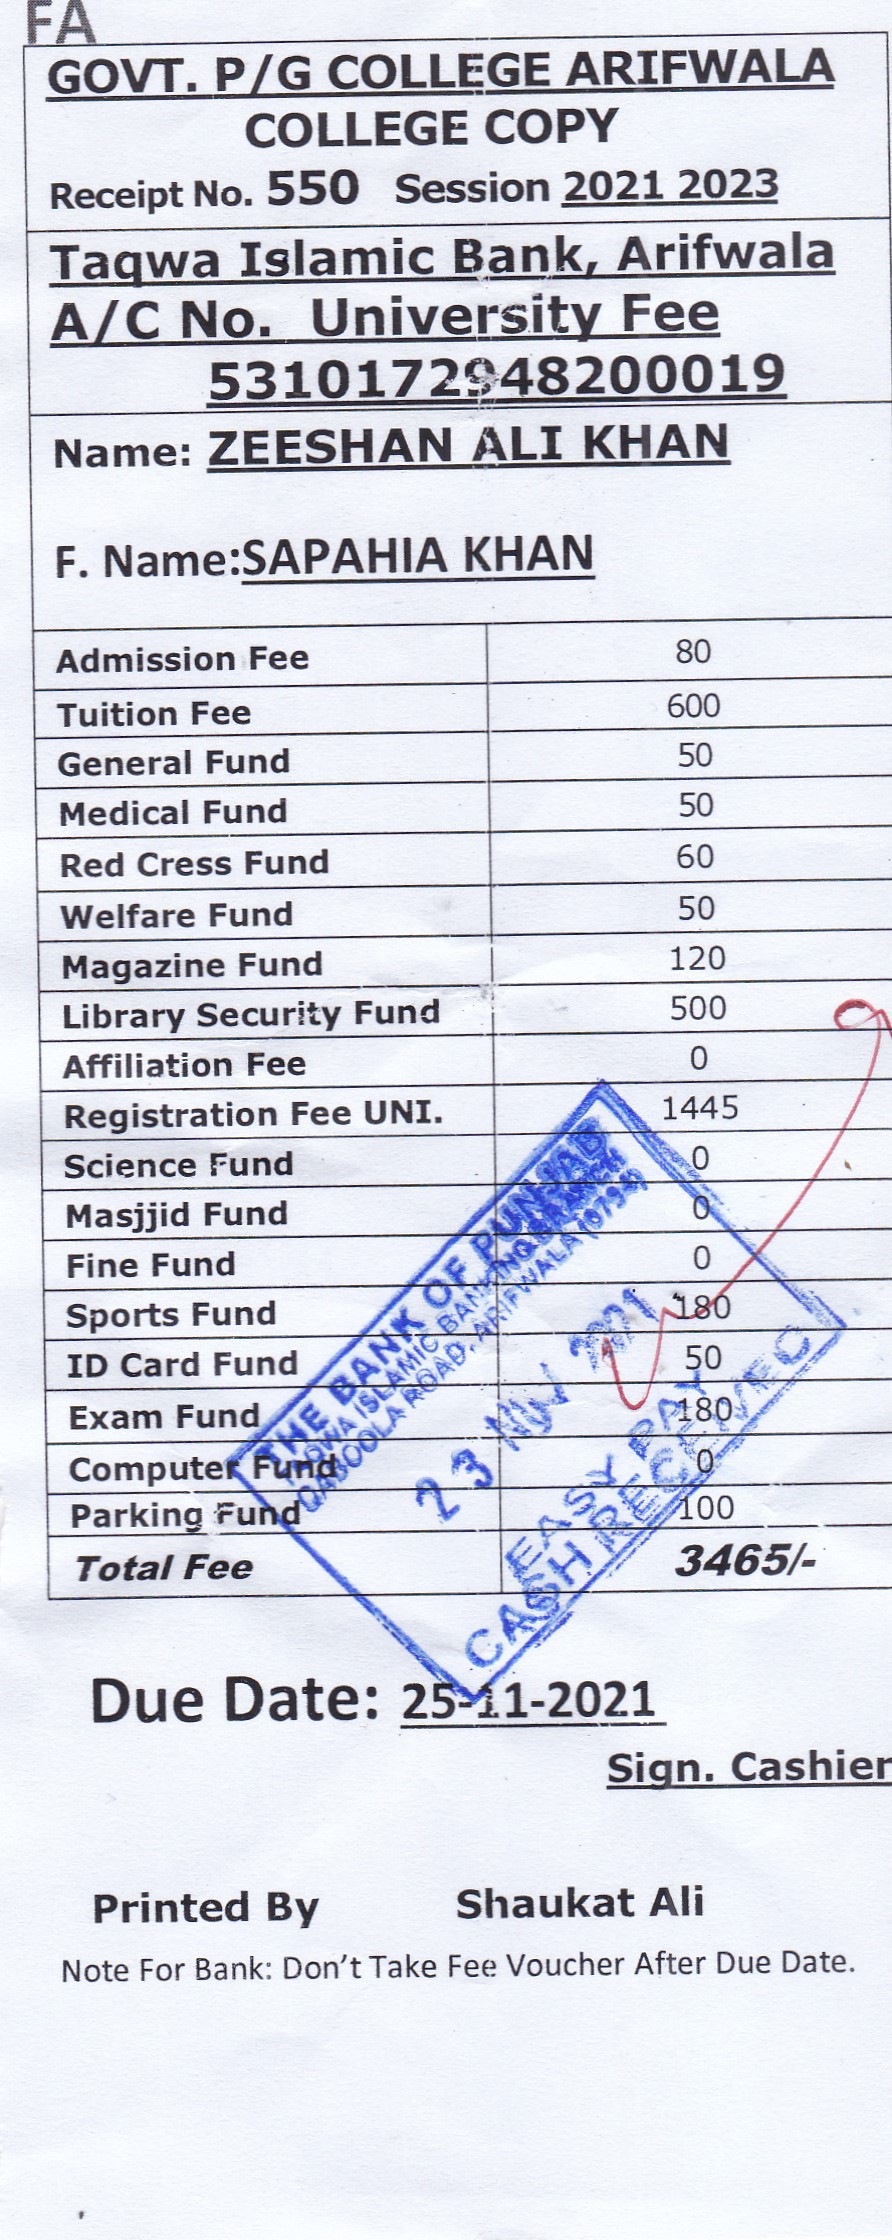 FA
GOVT. P/G COLLEGE ARIFWALA
COLLEGE COPY
Receipt No. 550 Session 2021 2023
Taqwa Islamic Bank, Arifwala
A/C No. University Fee
5310172948200019
Name: ZEESHAN ALI KHAN
F. Name:SAPAHIA KHAN
Admission Fee 80
Tuition Fee 600
General Fund 50
Medical Fund 50
Red Cress Fund 60
Welfare Fund 50
Magazine Fund 120
Library Security Fund 500
Affiliation Fee 0
Registration Fee UNI. 1445
Science Fund 0
Masjjid Fund 0
Fine Fund 0
Sports Fund 180
ID Card Fund 50
Exam Fund 180
Computer Fund 0
Parking Fund 100
Total Fee 3465/-
THE BANK OF PUNJAB
TAQWA ISLAMIC BANKING BRANCH
QABOOLA ROAD, ARIFWALA (0794)
23 NOV 2021
EASY PAY
CASH RECEIVED
Due Date: 25-11-2021
Sign. Cashier
Printed By Shaukat Ali
Note For Bank: Don't Take Fee Voucher After Due Date.